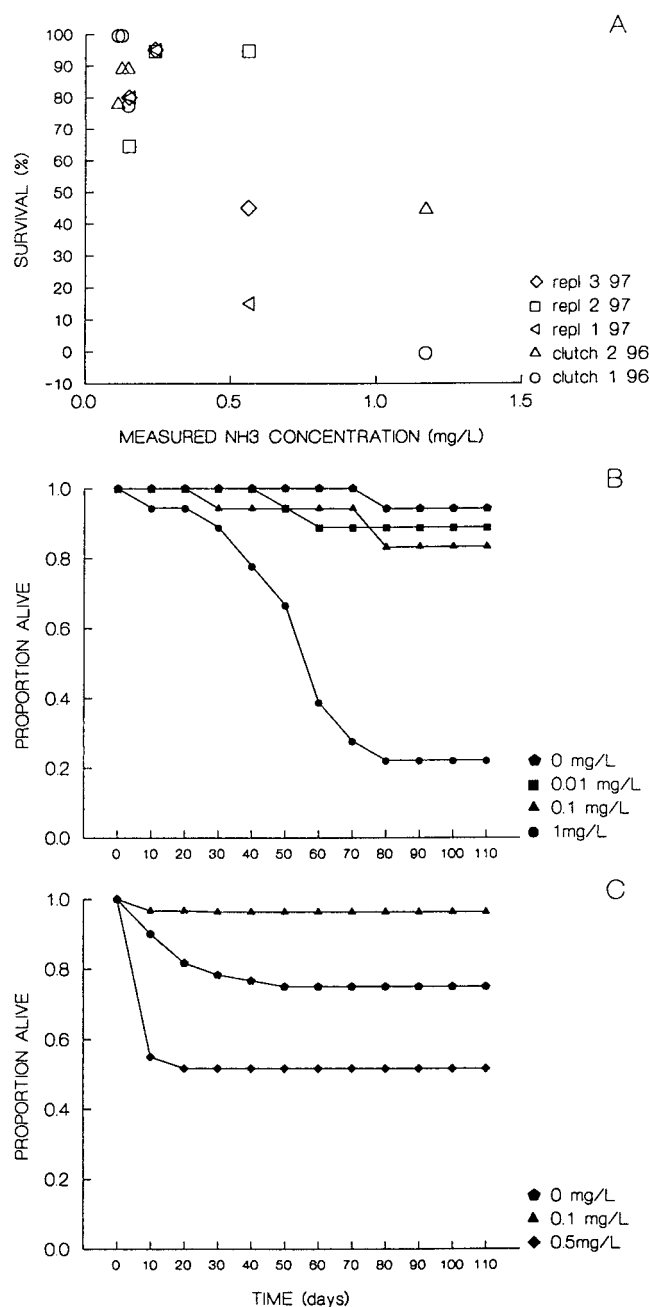 A
100
90
80
70
60
50
40
30
20
10
0
-10
SURVIVAL (%)
0.0 0.5 1.0 1.5
MEASURED NH3 CONCENTRATION (mg/L)
repl 3 97
repl 2 97
repl 1 97
clutch 2 96
clutch 1 96
B
1.0
0.8
0.6
0.4
0.2
0.0
PROPORTION ALIVE
0 10 20 30 40 50 60 70 80 90 100 110
0 mg/L
0.01 mg/L
0.1 mg/L
1mg/L
C
1.0
0.8
0.6
0.4
0.2
0.0
PROPORTION ALIVE
0 10 20 30 40 50 60 70 80 90 100 110
TIME (days)
0 mg/L
0.1 mg/L
0.5mg/L